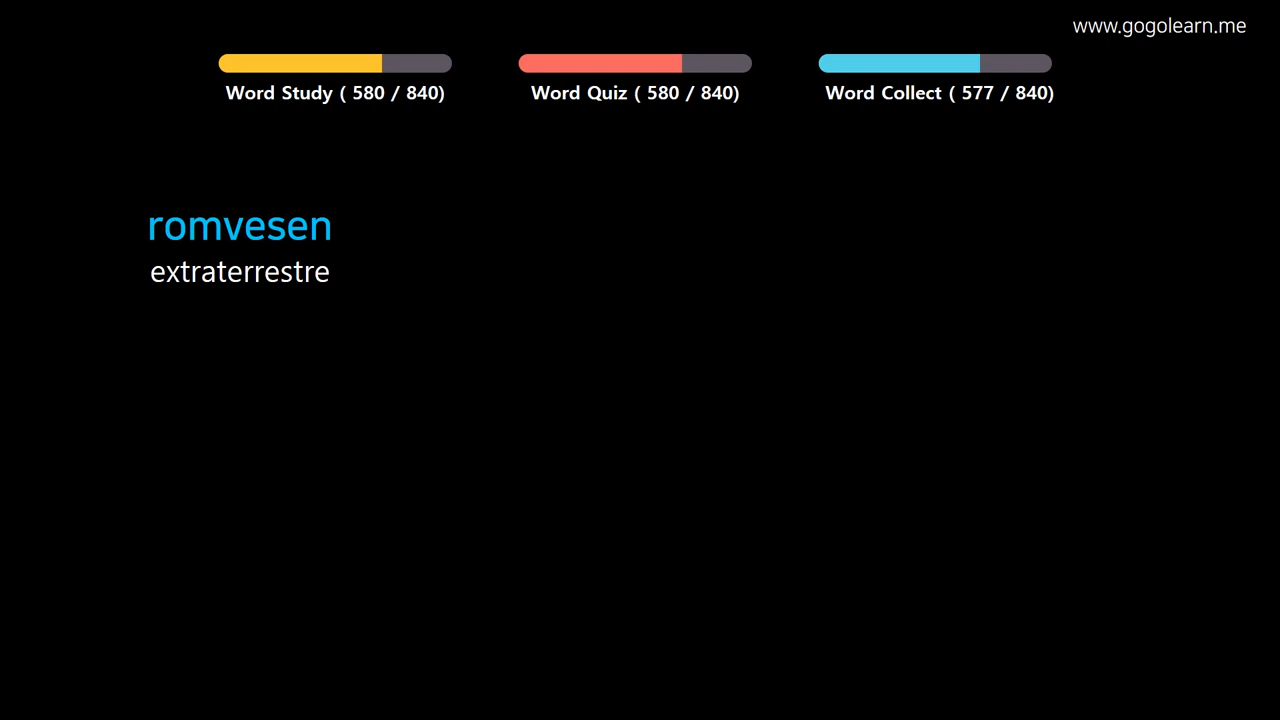 www.gogolearn.me
Word Study ( 580 / 840)
Word Quiz ( 580 / 840)
Word Collect ( 577 / 840)
romvesen
extraterrestre